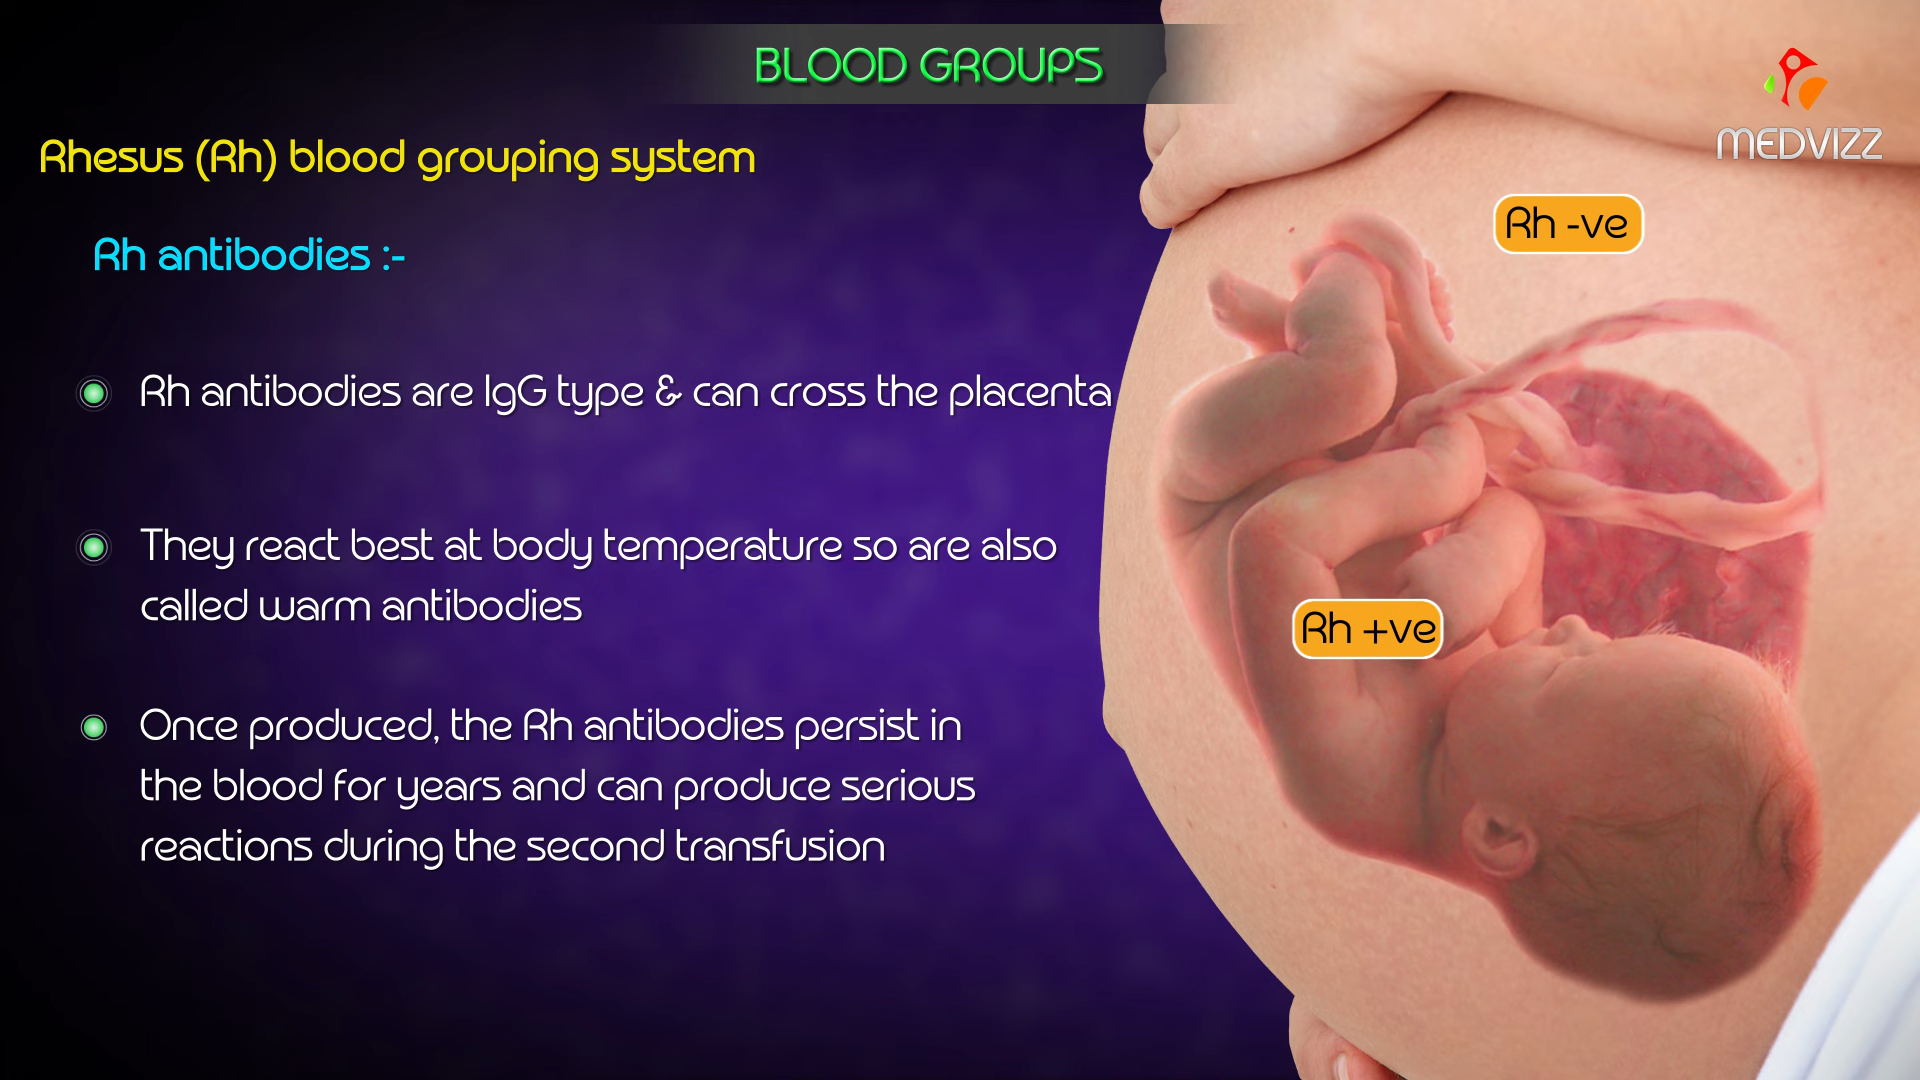 BLOOD GROUPS
MEDVIZZ
Rhesus (Rh) blood grouping system
Rh -ve
Rh antibodies :-
Rh antibodies are IgG type & can cross the placenta
They react best at body temperature so are also
called warm antibodies
Rh +ve
Once produced, the Rh antibodies persist in
the blood for years and can produce serious
reactions during the second transfusion